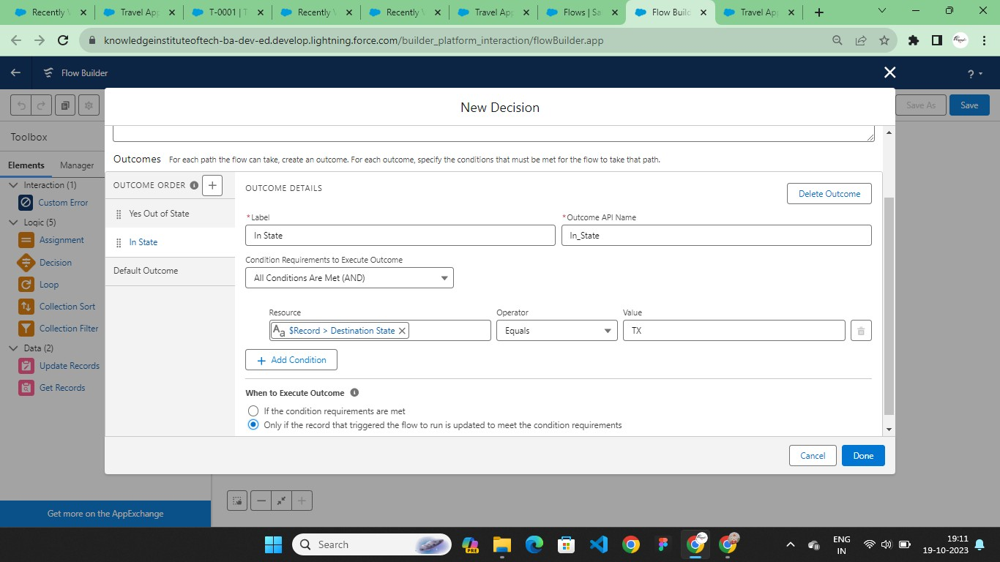 Recently V
Travel App
T-0001 | T
Recently V
Recently V
Travel App
Flows | Sa
Flow Build
Travel App
knowledgeinstituteoftech-ba-dev-ed.develop.lightning.force.com/builder_platform_interaction/flowBuilder.app
Flow Builder
?
New Decision
Save As
Save
Toolbox
Elements
Manager
Interaction (1)
Custom Error
Logic (5)
Assignment
Decision
Loop
Collection Sort
Collection Filter
Data (2)
Update Records
Get Records
Get more on the AppExchange
Outcomes For each path the flow can take, create an outcome. For each outcome, specify the conditions that must be met for the flow to take that path.
OUTCOME ORDER
Yes Out of State
In State
Default Outcome
OUTCOME DETAILS
Delete Outcome
*Label
In State
*Outcome API Name
In_State
Condition Requirements to Execute Outcome
All Conditions Are Met (AND)
Resource
Aa $Record > Destination State
Operator
Equals
Value
TX
Add Condition
When to Execute Outcome
If the condition requirements are met
Only if the record that triggered the flow to run is updated to meet the condition requirements
Cancel
Done
Search
PRE
ENG
IN
19:11
19-10-2023